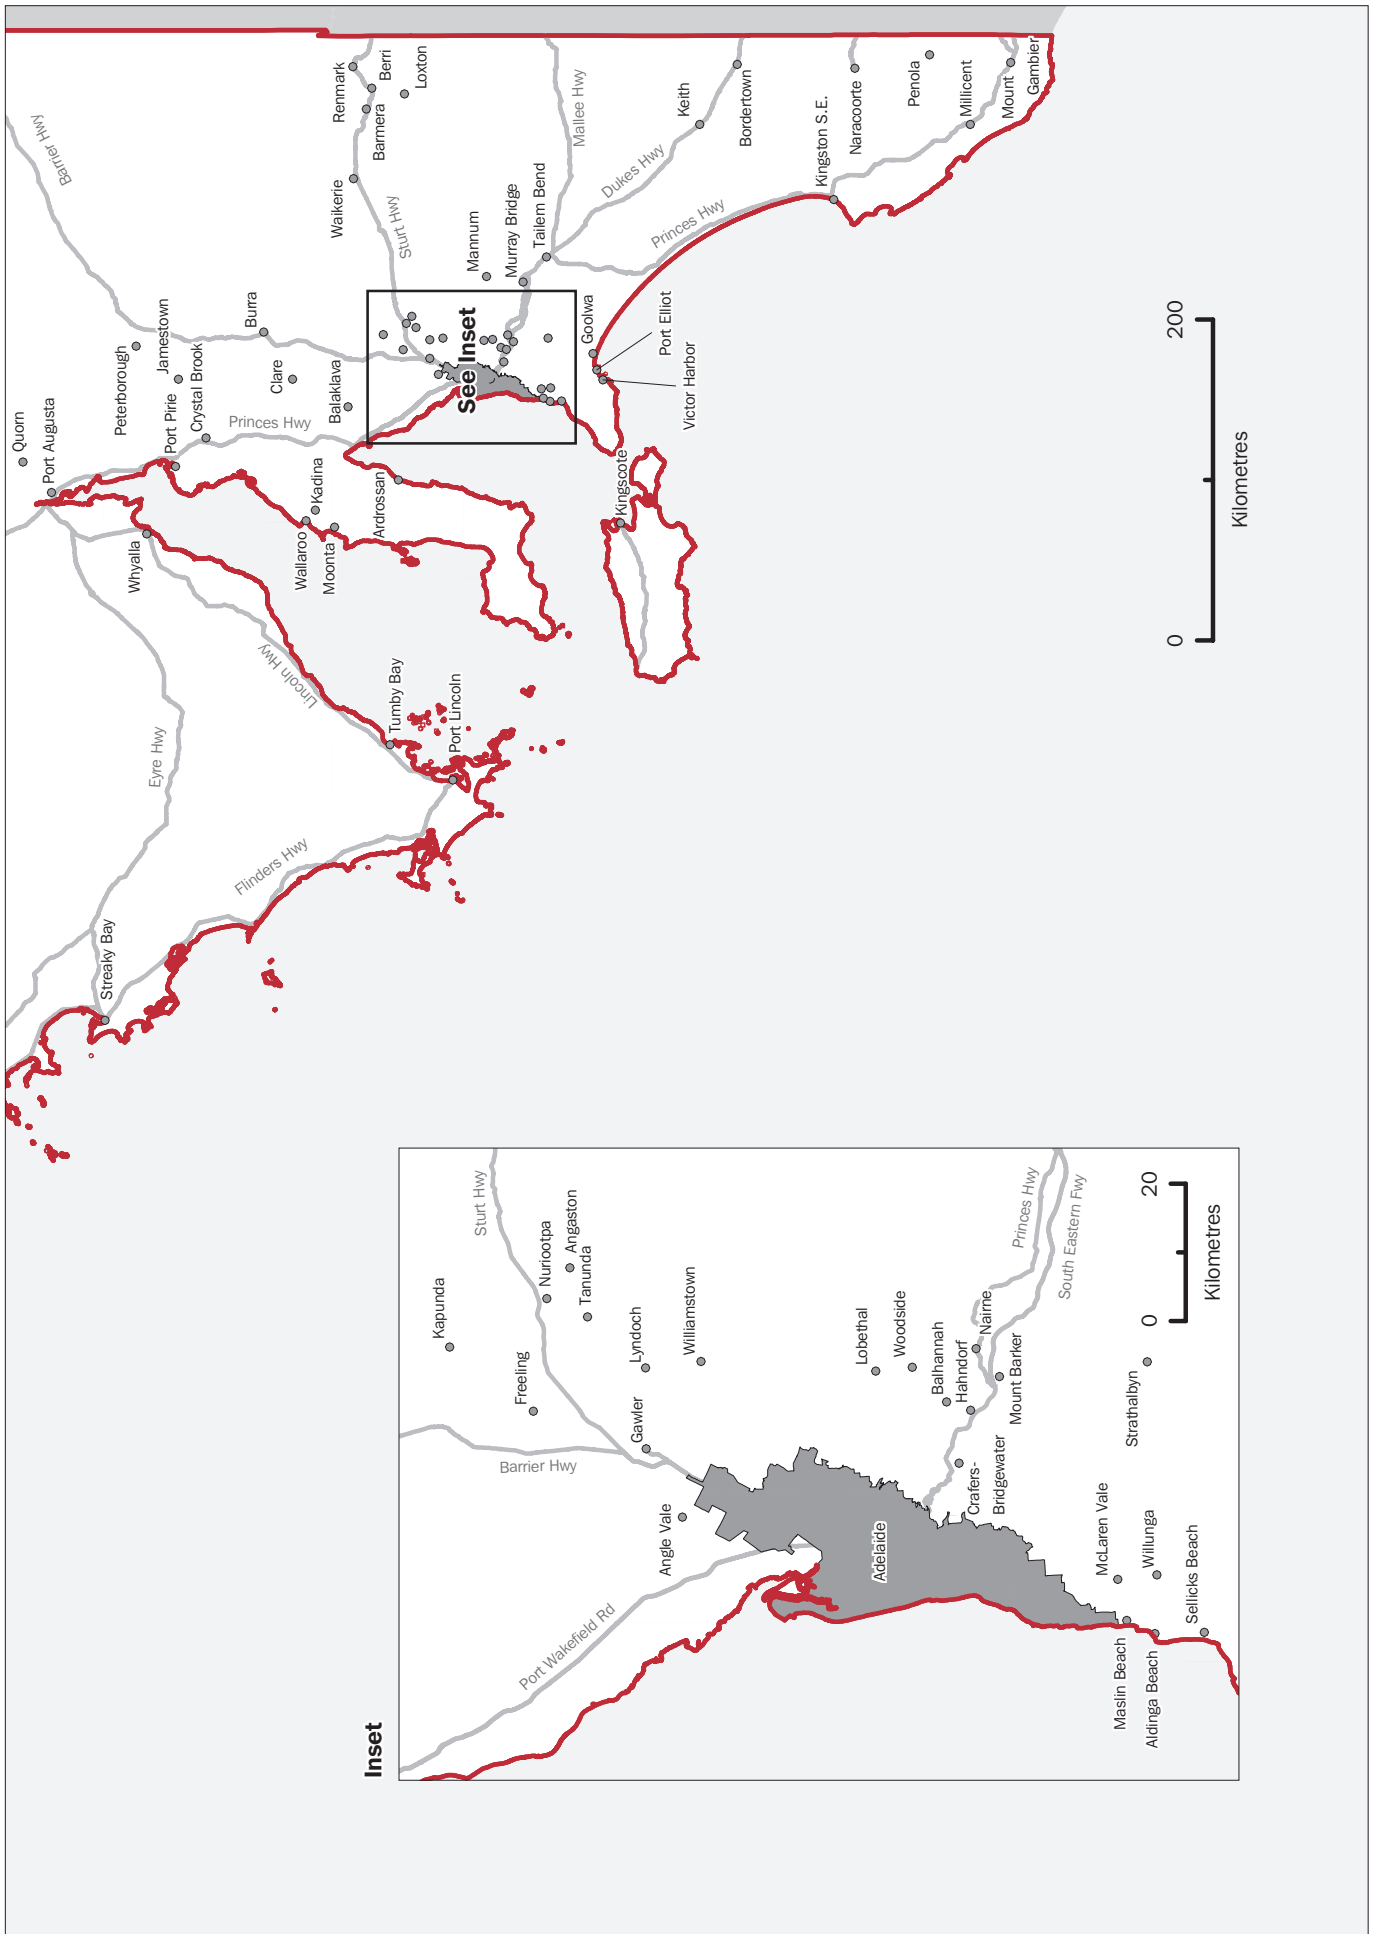 Quorn
Port Augusta
Peterborough
Jamestown
Port Pirie
Crystal Brook
Burra
Clare
Balaklava
Princes Hwy
Barrier Hwy
Renmark
Berri
Loxton
Barmera
Waikerie
Sturt Hwy
Mallee Hwy
Mannum
Murray Bridge
Tailem Bend
Dukes Hwy
Keith
Bordertown
Princes Hwy
Kingston S.E.
Naracoorte
Penola
Millicent
Mount
Gambier
see Inset
Goolwa
Port Elliot
Victor Harbor
Kingscote
Ardrossan
Kadina
Wallaroo
Moonta
Whyalla
Lincoln Hwy
Eyre Hwy
Tumby Bay
Port Lincoln
Flinders Hwy
Streaky Bay
0
200
Kilometres
Inset
Sturt Hwy
Kapunda
Nuriootpa
Angaston
Tanunda
Freeling
Lyndoch
Williamstown
Gawler
Barrier Hwy
Angle Vale
Port Wakefield Rd
Adelaide
Lobethal
Woodside
Balhannah
Hahndorf
Nairne
Mount Barker
Crafers-
Bridgewater
Princes Hwy
South Eastern Fwy
Strathalbyn
McLaren Vale
Willunga
Sellicks Beach
Maslin Beach
Aldinga Beach
0
20
Kilometres